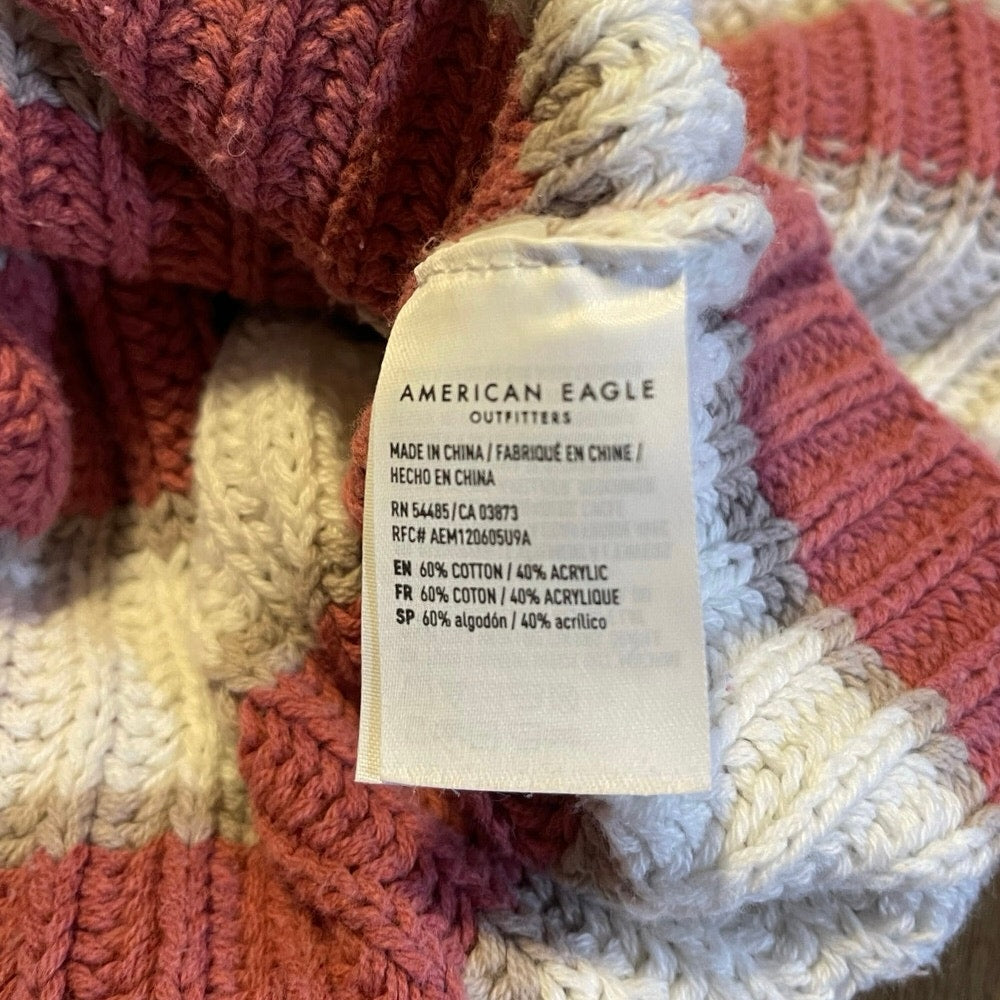 AMERICAN EAGLE
OUTFITTERS
MADE IN CHINA / FABRIQUÉ EN CHINE /
HECHO EN CHINA
RN 54485 / CA 03873
RFC# AEM120605U9A
EN 60% COTTON / 40% ACRYLIC
FR 60% COTON / 40% ACRYLIQUE
SP 60% algodón / 40% acrílico